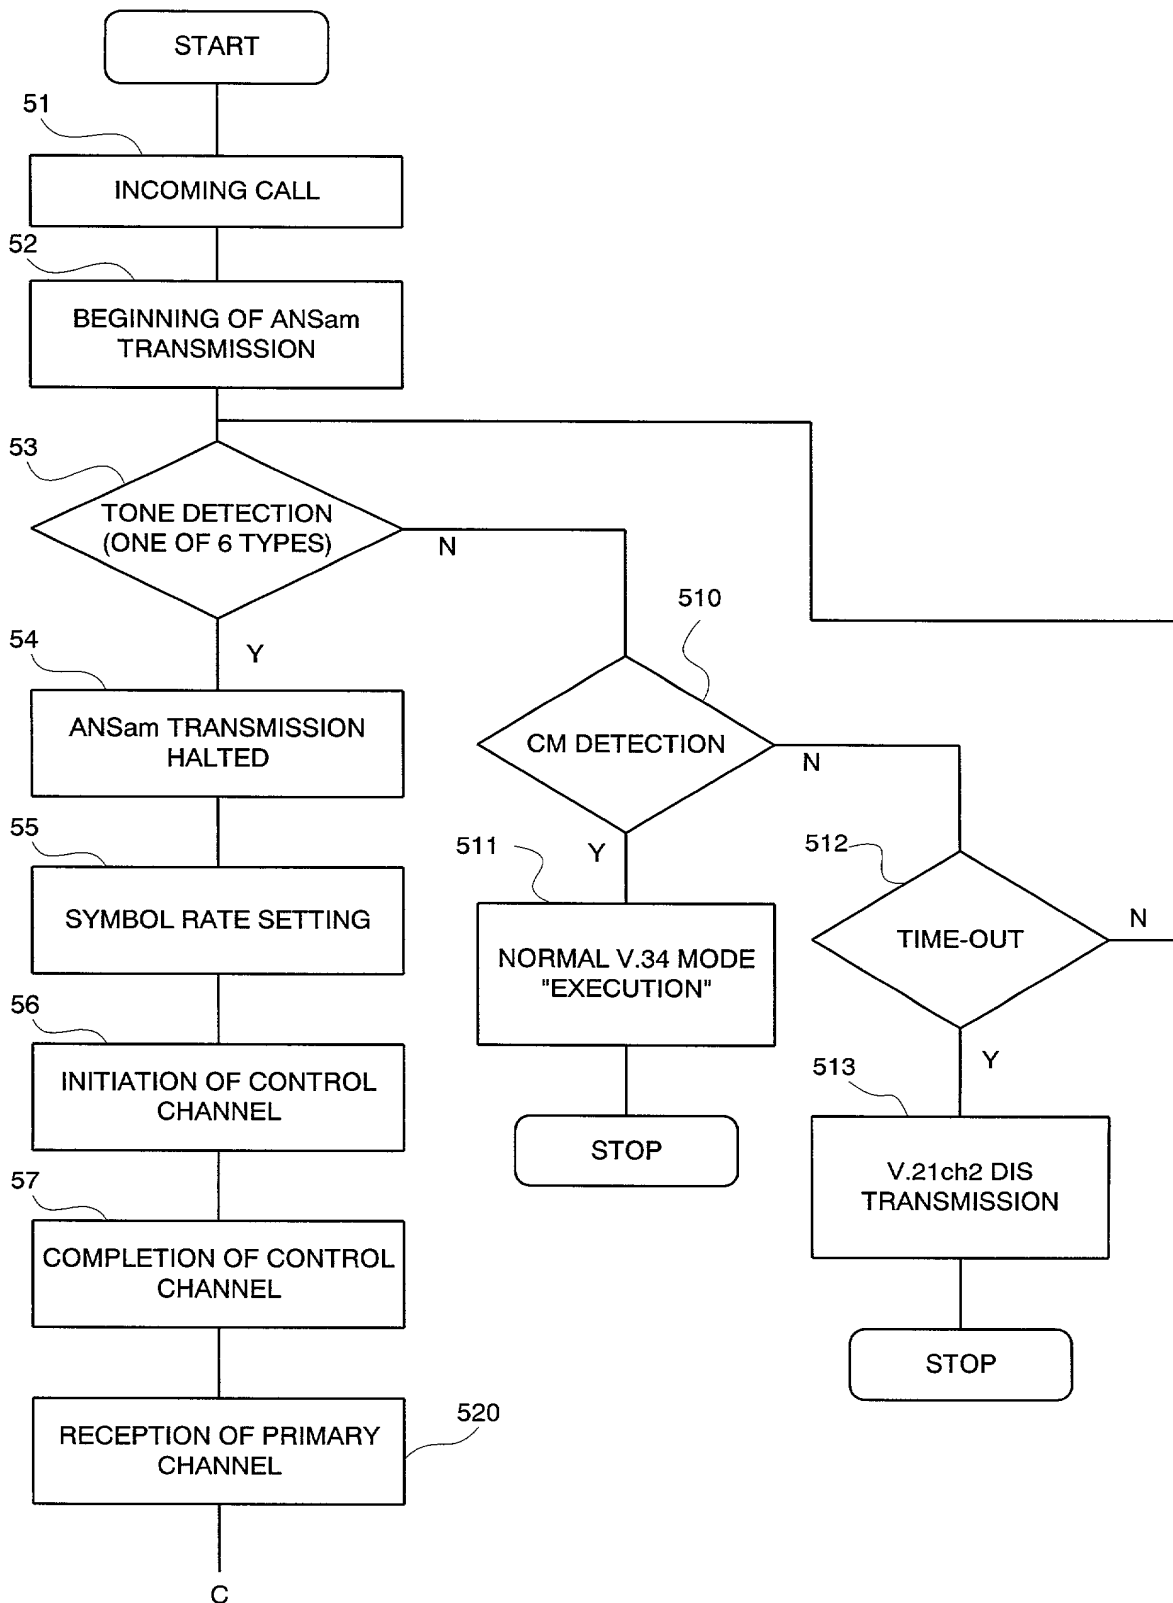 START
51
INCOMING CALL
52
BEGINNING OF ANSam
TRANSMISSION
53
TONE DETECTION
(ONE OF 6 TYPES)
N
Y
510
CM DETECTION
N
Y
54
ANSam TRANSMISSION
HALTED
55
SYMBOL RATE SETTING
511
NORMAL V.34 MODE
"EXECUTION"
STOP
512
TIME-OUT
N
Y
513
V.21ch2 DIS
TRANSMISSION
STOP
56
INITIATION OF CONTROL
CHANNEL
57
COMPLETION OF CONTROL
CHANNEL
520
RECEPTION OF PRIMARY
CHANNEL
C